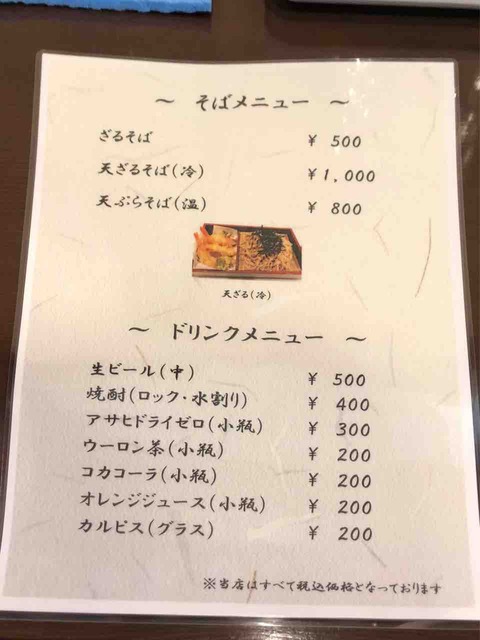 ～ そばメニュー ～
ざるそば ¥ 500
天ざるそば(冷) ¥1,000
天ぷらそば(温) ¥ 800
天ざる(冷)
～ ドリンクメニュー ～
生ビール(中) ¥ 500
焼酎(ロック・水割り) ¥ 400
アサヒドライゼロ(小瓶) ¥ 300
ウーロン茶(小瓶) ¥ 200
コカコーラ(小瓶) ¥ 200
オレンジジュース(小瓶) ¥ 200
カルピス(グラス) ¥ 200
※当店はすべて税込価格となっております